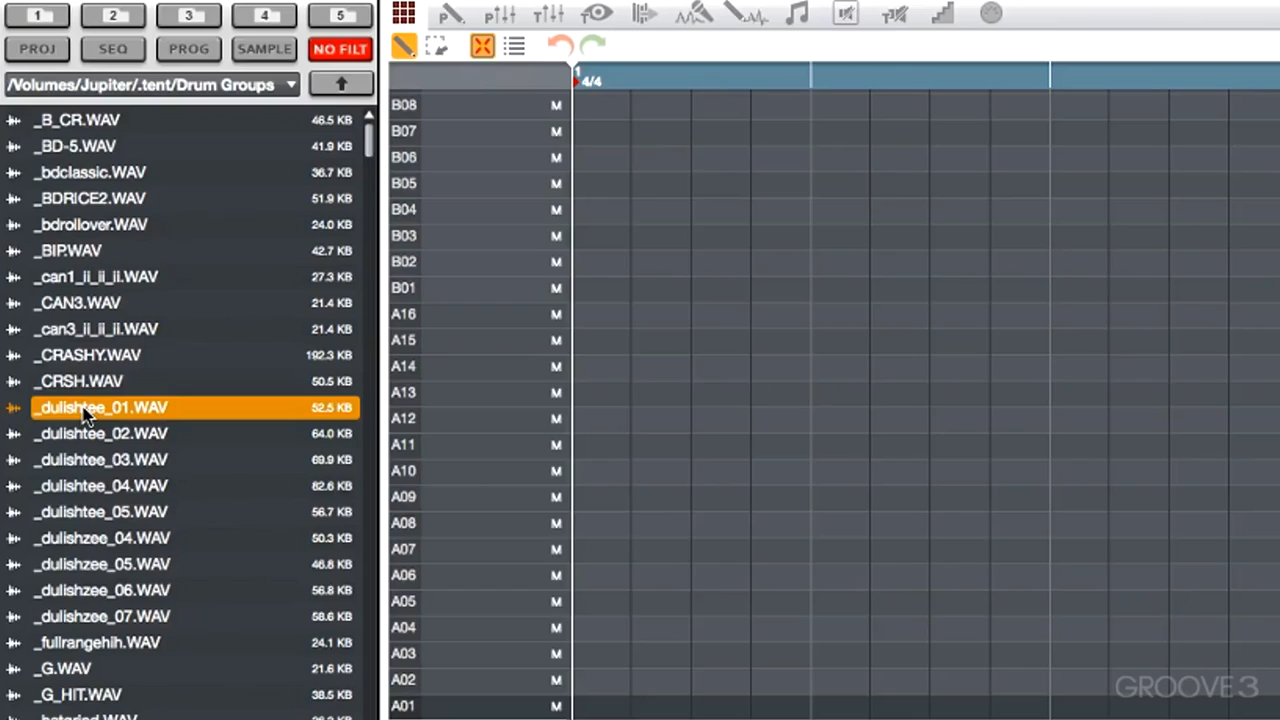 1 2 3 4 5
PROJ SEQ PROG SAMPLE NO FILT
/Volumes/Jupiter/.tent/Drum Groups
_B_CR.WAV 46.5 KB
_BD-5.WAV 41.9 KB
_bdclassic.WAV 36.7 KB
_BDRICE2.WAV 51.9 KB
_bdrollover.WAV 24.0 KB
_BIP.WAV 42.7 KB
_can1_ii_ii_ii.WAV 27.3 KB
_CAN3.WAV 21.4 KB
_can3_ii_ii_ii.WAV 21.4 KB
_CRASHY.WAV 192.3 KB
_CRSH.WAV 50.5 KB
_dulishtee_01.WAV 52.5 KB
_dulishtee_02.WAV 64.0 KB
_dulishtee_03.WAV 69.9 KB
_dulishtee_04.WAV 82.6 KB
_dulishtee_05.WAV 56.7 KB
_dulishzee_04.WAV 50.3 KB
_dulishzee_05.WAV 46.8 KB
_dulishzee_06.WAV 56.8 KB
_dulishzee_07.WAV 58.6 KB
_fullrangehih.WAV 24.1 KB
_G.WAV 21.6 KB
_G_HIT.WAV 38.5 KB
1
4/4
B08 M
B07 M
B06 M
B05 M
B04 M
B03 M
B02 M
B01 M
A16 M
A15 M
A14 M
A13 M
A12 M
A11 M
A10 M
A09 M
A08 M
A07 M
A06 M
A05 M
A04 M
A03 M
A02 M
A01 M
GROOVE3